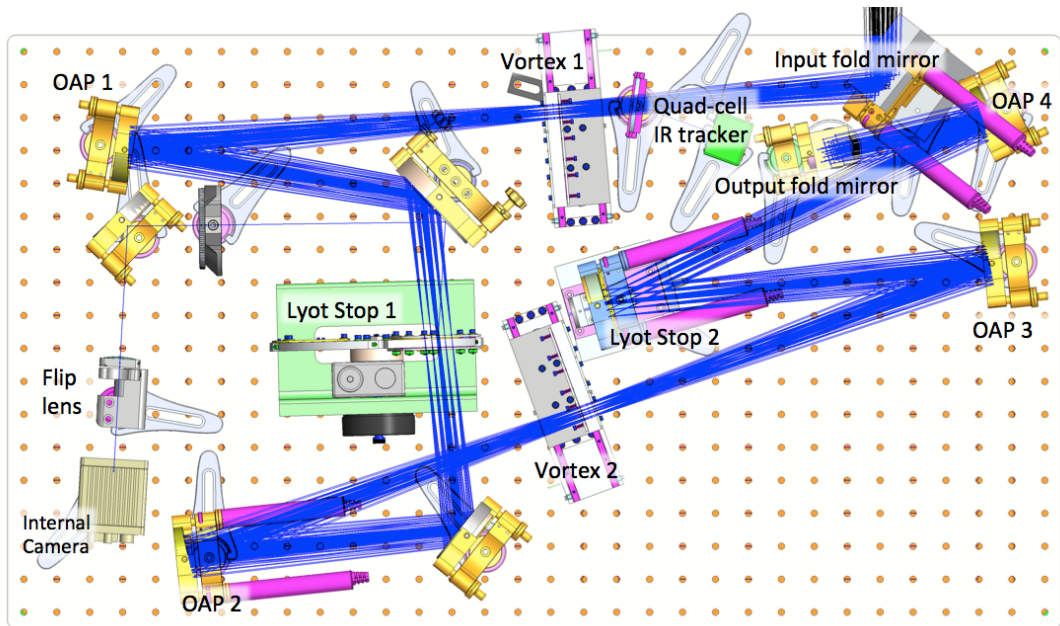 Vortex 1
Input fold mirror
OAP 1
OAP 4
Quad-cell
IR tracker
Output fold mirror
Lyot Stop 1
Lyot Stop 2
OAP 3
Flip
lens
Vortex 2
Internal
Camera
OAP 2